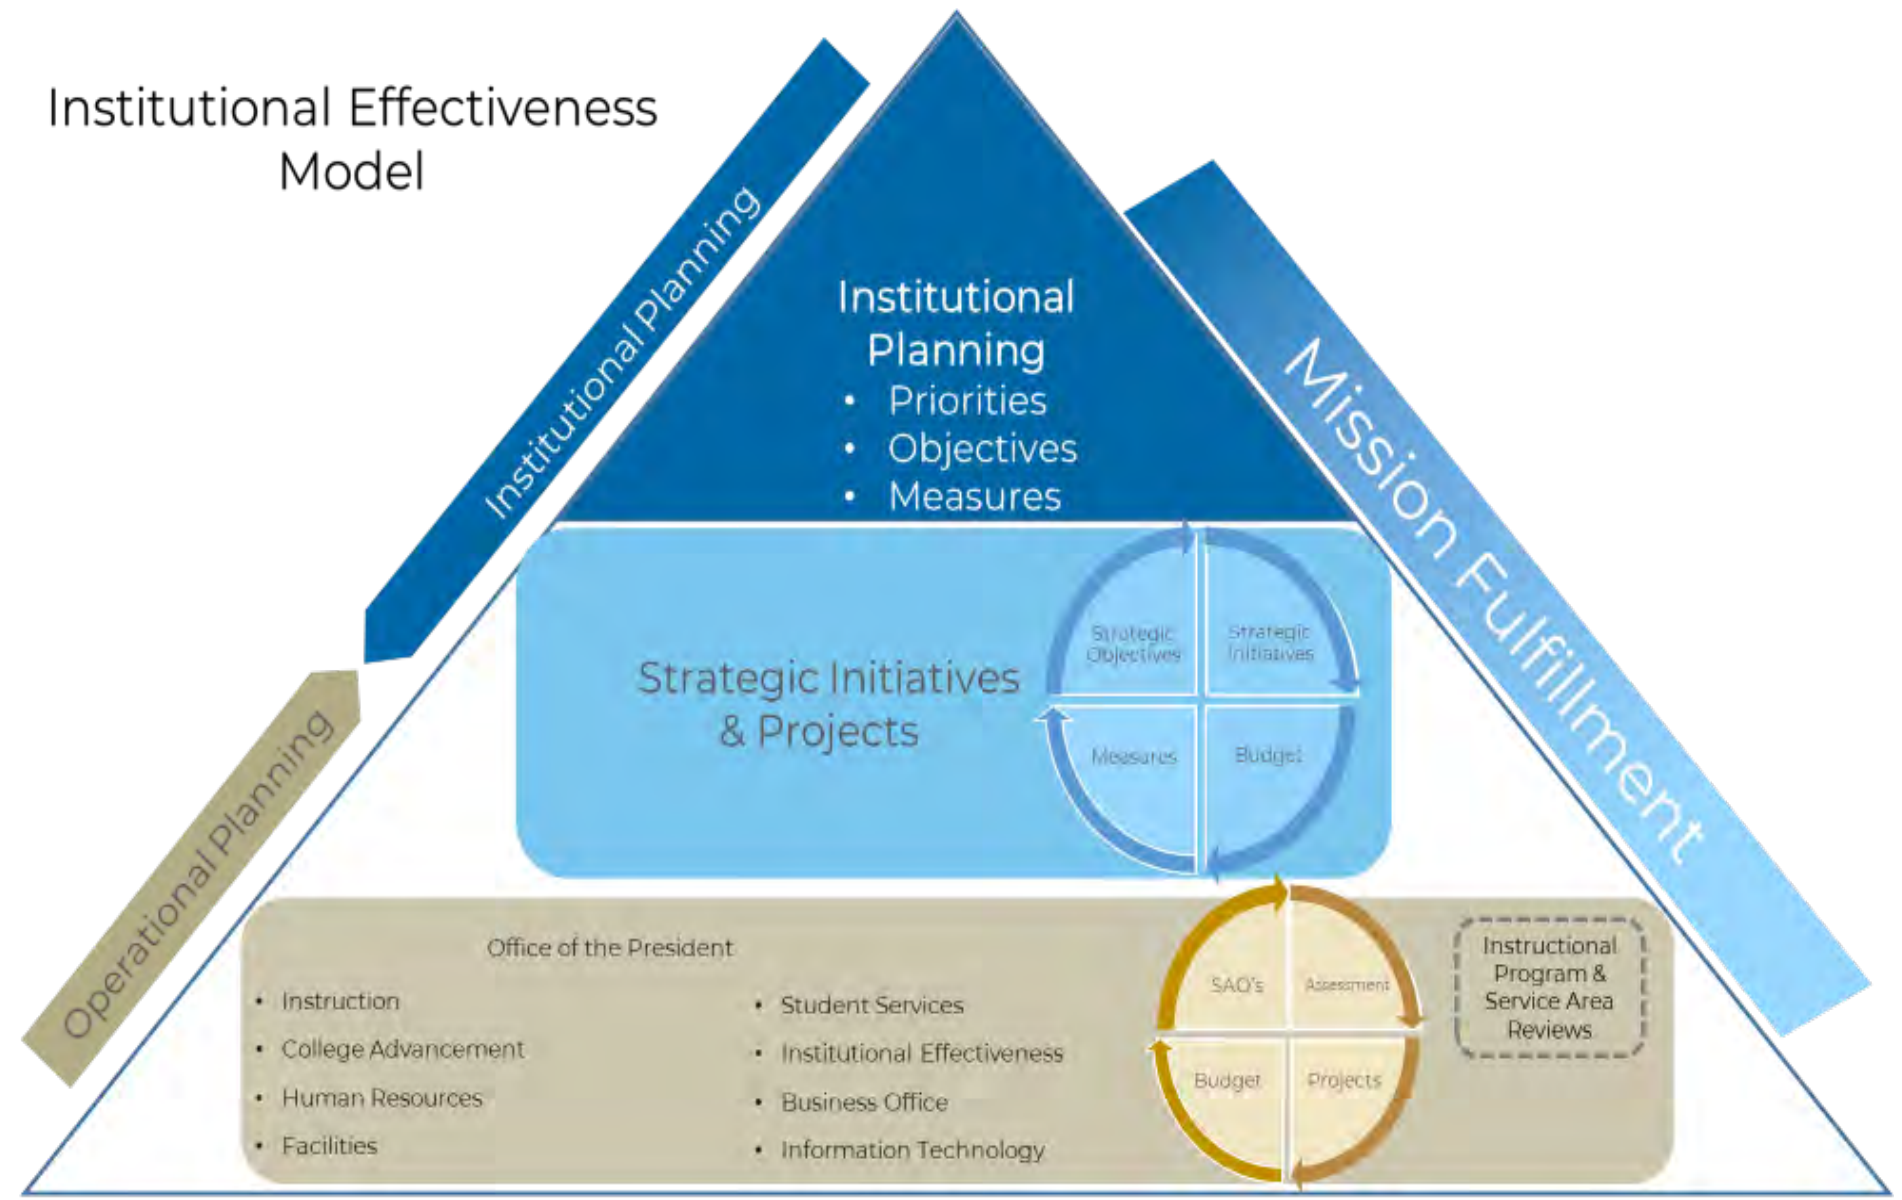 Institutional Effectiveness
Model
Institutional Planning
Operational Planning
Mission Fulfillment
Institutional
Planning
• Priorities
• Objectives
• Measures
Strategic Initiatives
& Projects
Strategic
Objectives
Strategic
Initiatives
Measures
Budget
Office of the President
• Instruction
• College Advancement
• Human Resources
• Facilities
• Student Services
• Institutional Effectiveness
• Business Office
• Information Technology
SAO's
Assessment
Budget
Projects
Instructional
Program &
Service Area
Reviews